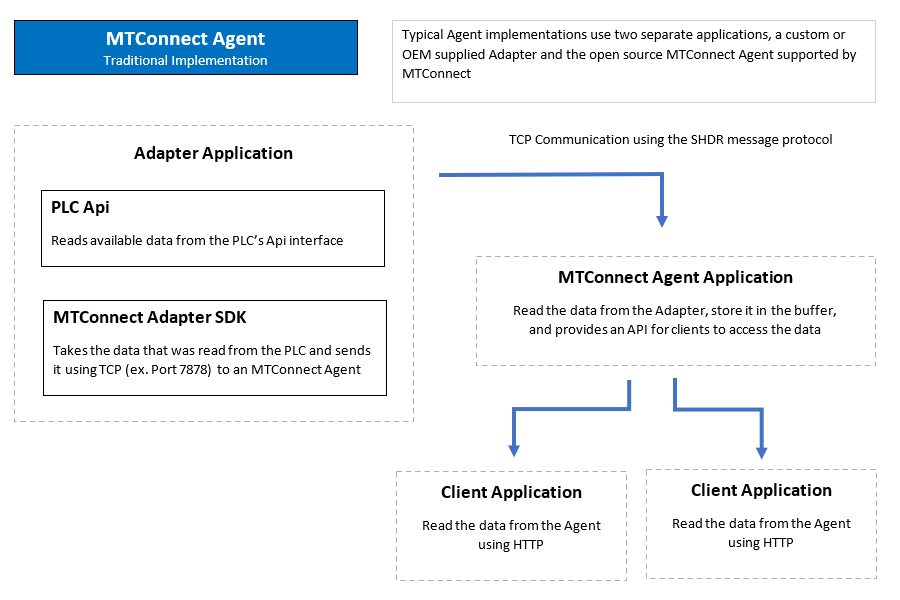 MTConnect Agent
Traditional Implementation
Typical Agent implementations use two separate applications, a custom or
OEM supplied Adapter and the open source MTConnect Agent supported by
MTConnect
TCP Communication using the SHDR message protocol
Adapter Application
PLC Api
Reads available data from the PLC’s Api interface
MTConnect Adapter SDK
Takes the data that was read from the PLC and sends
it using TCP (ex. Port 7878) to an MTConnect Agent
MTConnect Agent Application
Read the data from the Adapter, store it in the buffer,
and provides an API for clients to access the data
Client Application
Read the data from the Agent
using HTTP
Client Application
Read the data from the Agent
using HTTP